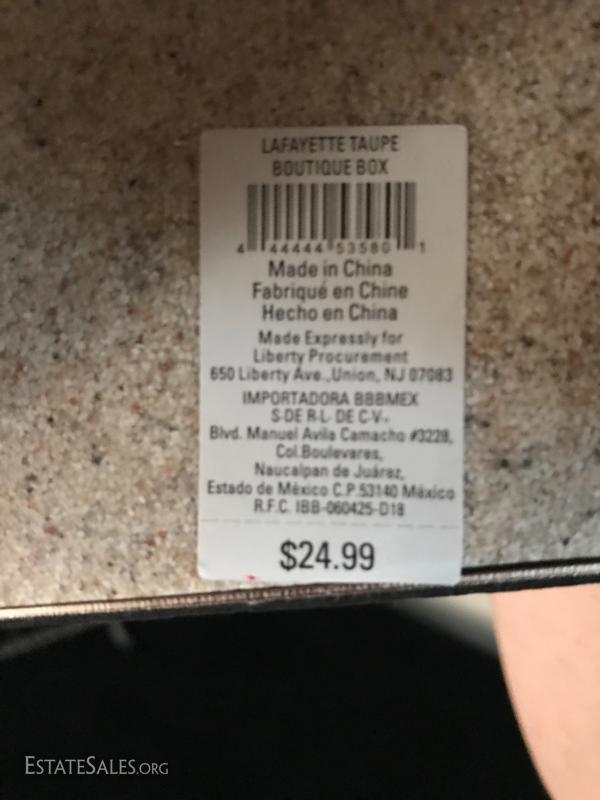 LAFAYETTE TAUPE
BOUTIQUE BOX
4 44444 53580 1
Made in China
Fabriqué en Chine
Hecho en China
Made Expressly for
Liberty Procurement
650 Liberty Ave., Union, NJ 07083
IMPORTADORA BBBMEX
S·DE R·L· DE C·V·
Blvd. Manuel Avila Camacho #3228,
Col.Boulevares,
Naucalpan de Juárez,
Estado de México C.P. 53140 México
R.F.C. IBB-060425-D18
$24.99
ESTATESALES.ORG